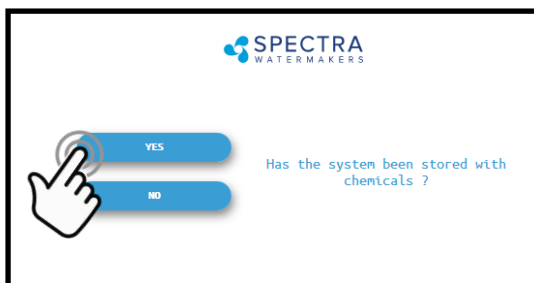 SPECTRA
WATERMAKERS
YES
NO
Has the system been stored with
chemicals ?